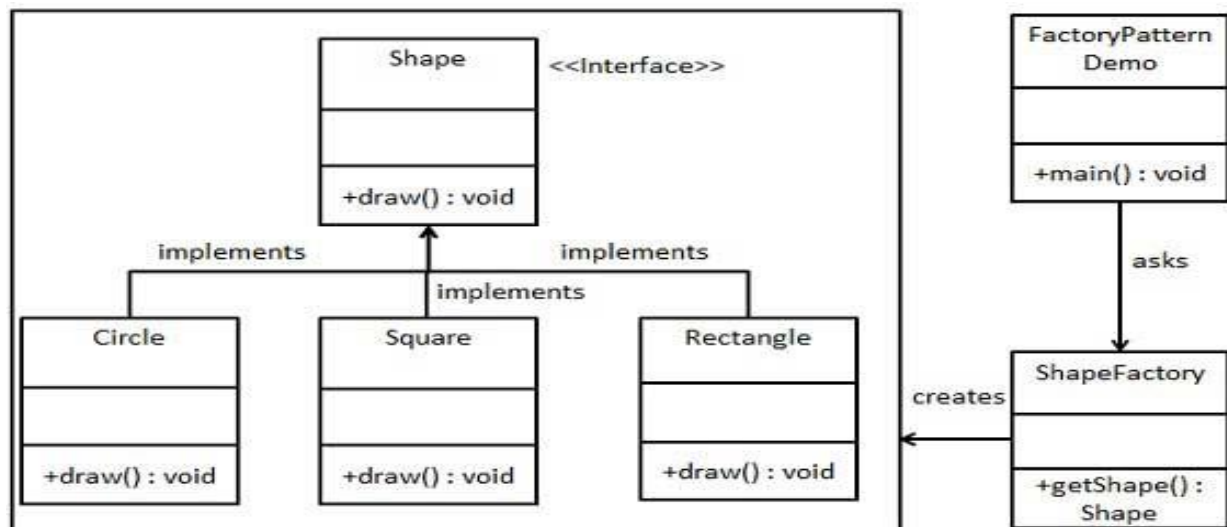 Shape
<<Interface>>
+draw() : void
implements
implements
implements
Circle
+draw() : void
Square
+draw() : void
Rectangle
+draw() : void
FactoryPattern
Demo
+main() : void
asks
ShapeFactory
+getShape() :
Shape
creates